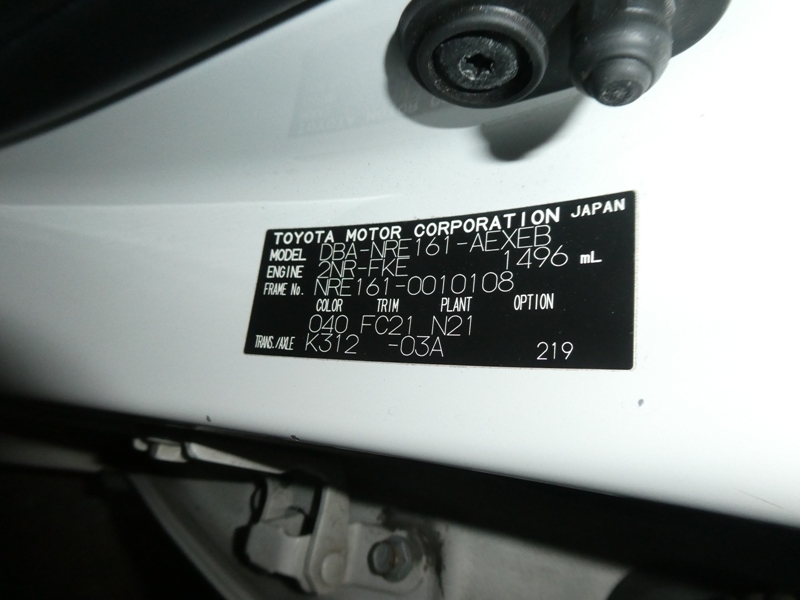 TOYOTA MOTOR CORPORATION JAPAN
MODEL DBA-NRE161-AEXEB
ENGINE 2NR-FKE 1496 mL
FRAME No. NRE161-0010108
COLOR TRIM PLANT OPTION
040 FC21 N21
TRANS./AXLE K312 -03A 219